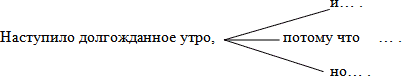 и… .
Наступило долгожданное утро, потому что … .
но… .